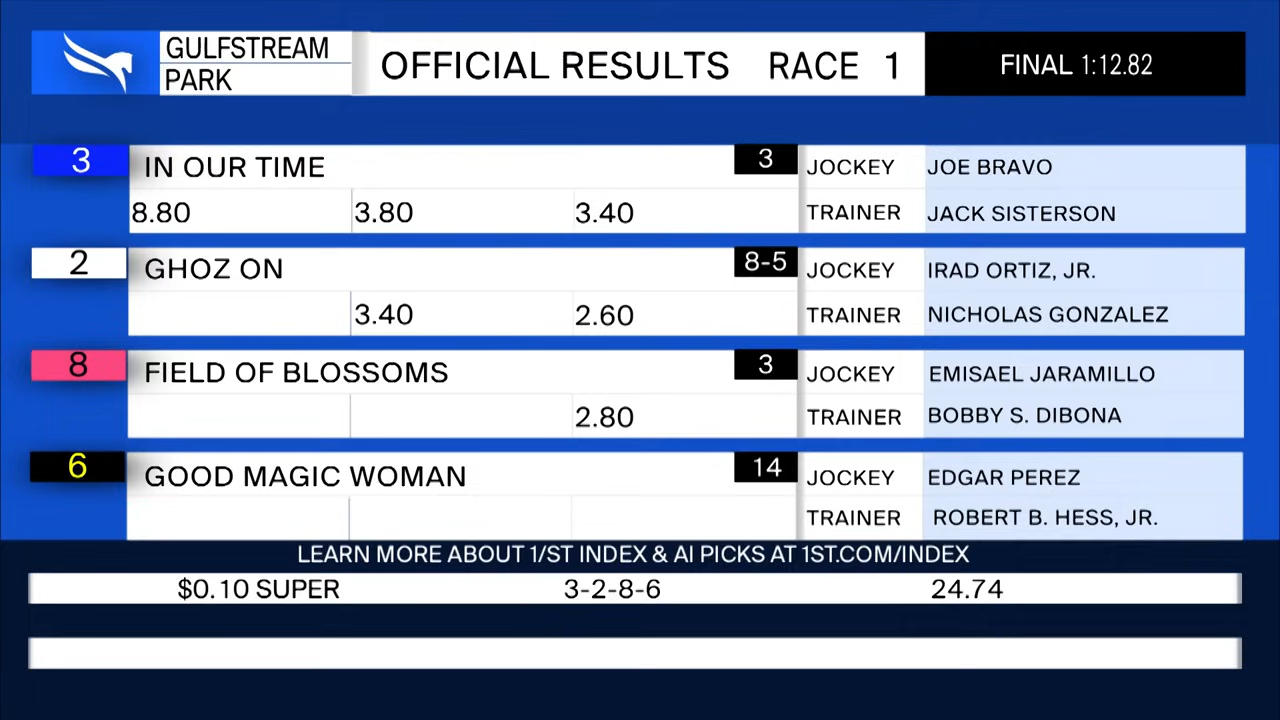 GULFSTREAM
PARK
OFFICIAL RESULTS RACE 1
FINAL 1:12.82
3 IN OUR TIME 3 JOCKEY JOE BRAVO
8.80 3.80 3.40 TRAINER JACK SISTERSON
2 GHOZ ON 8-5 JOCKEY IRAD ORTIZ, JR.
3.40 2.60 TRAINER NICHOLAS GONZALEZ
8 FIELD OF BLOSSOMS 3 JOCKEY EMISAEL JARAMILLO
2.80 TRAINER BOBBY S. DIBONA
6 GOOD MAGIC WOMAN 14 JOCKEY EDGAR PEREZ
TRAINER ROBERT B. HESS, JR.
LEARN MORE ABOUT 1/ST INDEX & AI PICKS AT 1ST.COM/INDEX
$0.10 SUPER 3-2-8-6 24.74